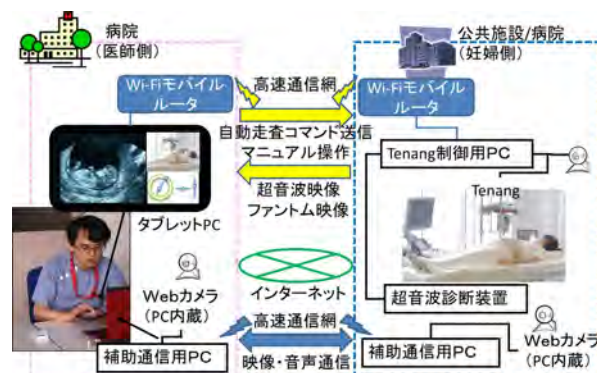 病院
(医師側)
Wi-Fiモバイル
ルータ
タブレットPC
Webカメラ
(PC内蔵)
補助通信用PC
高速通信網
自動走査コマンド送信
マニュアル操作
超音波映像
ファントム映像
インターネット
高速通信網
映像・音声通信
公共施設/病院
(妊婦側)
Wi-Fiモバイル
ルータ
Tenang制御用PC
Tenang
超音波診断装置
補助通信用PC
Webカメラ
(PC内蔵)